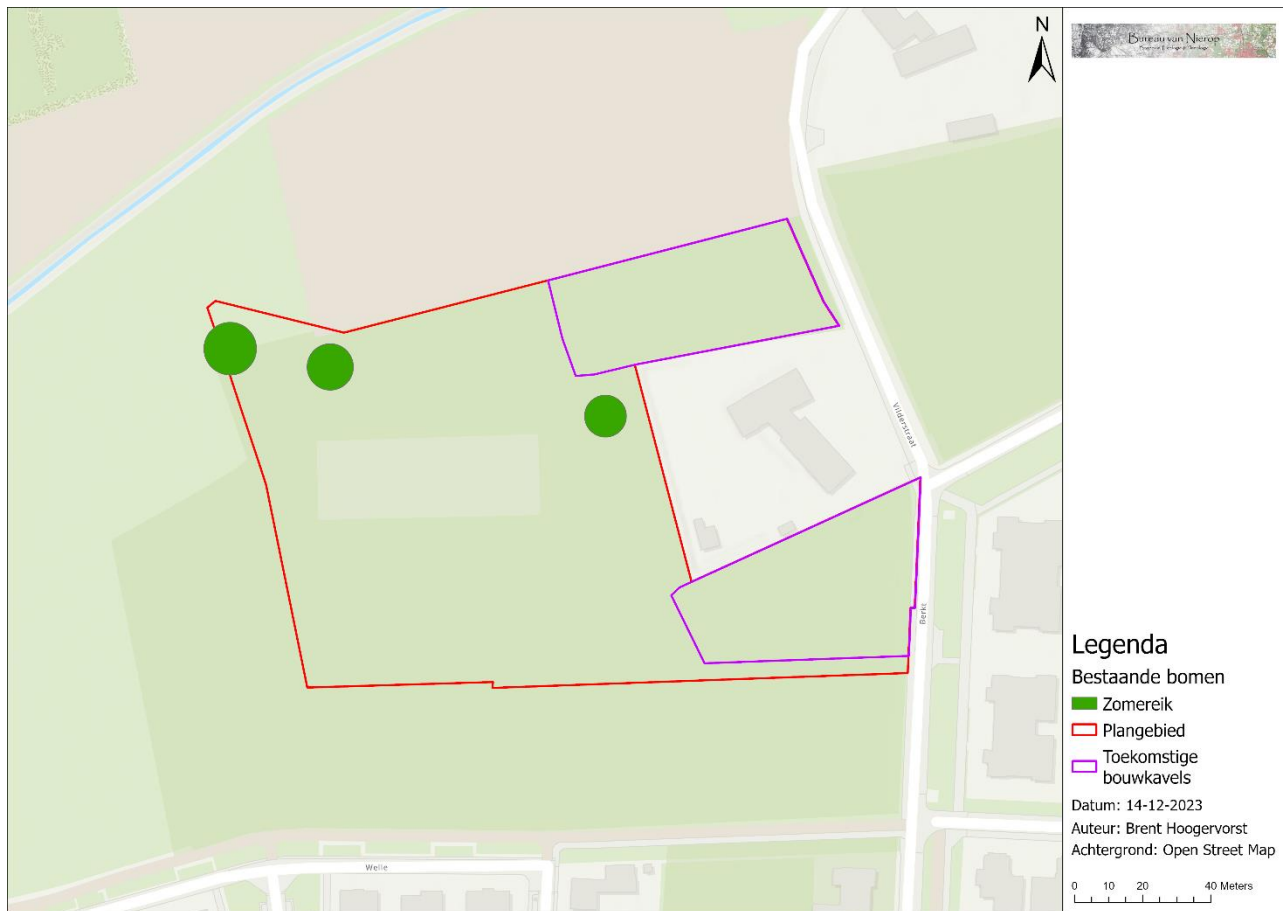 N
Bureau van Nierop
Vilderstraat
Berkt
Welle
Legenda
Bestaande bomen
Zomereik
Plangebied
Toekomstige
bouwkavels
Datum: 14-12-2023
Auteur: Brent Hoogervorst
Achtergrond: Open Street Map
0 10 20 40 Meters